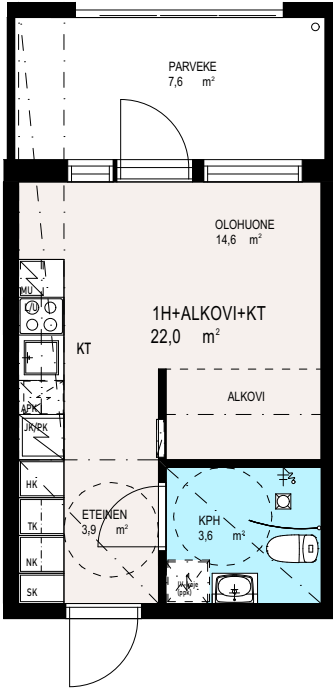 PARVEKE
7,6 m²
OLOHUONE
14,6 m²
MU
L/U
1H+ALKOVI+KT
22,0 m²
KT
APK
ALKOVI
JK/PK
HK
ETEINEN
3,9 m²
KPH
3,6 m²
TK
NK
(ppk)
SK